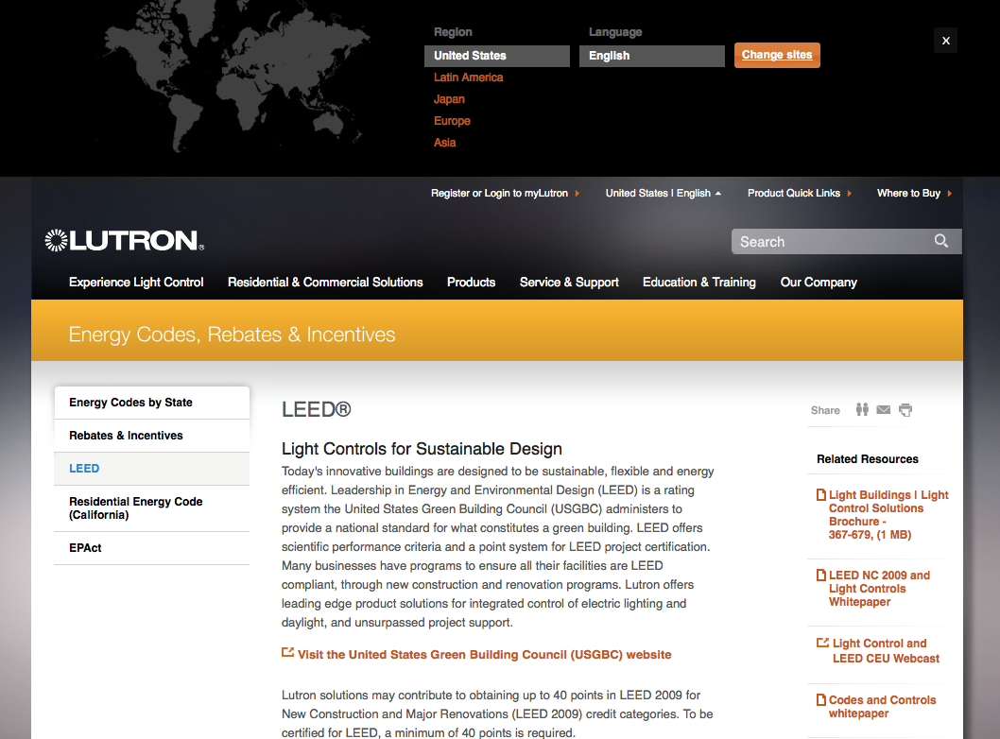 Region
Language
United States
English
Change sites
x
Latin America
Japan
Europe
Asia
Register or Login to myLutron
United States | English
Product Quick Links
Where to Buy
LUTRON®
Search
Experience Light Control
Residential & Commercial Solutions
Products
Service & Support
Education & Training
Our Company
Energy Codes, Rebates & Incentives
Energy Codes by State
Rebates & Incentives
LEED
Residential Energy Code
(California)
EPAct
LEED®
Light Controls for Sustainable Design
Today's innovative buildings are designed to be sustainable, flexible and energy
efficient. Leadership in Energy and Environmental Design (LEED) is a rating
system the United States Green Building Council (USGBC) administers to
provide a national standard for what constitutes a green building. LEED offers
scientific performance criteria and a point system for LEED project certification.
Many businesses have programs to ensure all their facilities are LEED
compliant, through new construction and renovation programs. Lutron offers
leading edge product solutions for integrated control of electric lighting and
daylight, and unsurpassed project support.
Visit the United States Green Building Council (USGBC) website
Lutron solutions may contribute to obtaining up to 40 points in LEED 2009 for
New Construction and Major Renovations (LEED 2009) credit categories. To be
certified for LEED, a minimum of 40 points is required.
Share
Related Resources
Light Buildings | Light
Control Solutions
Brochure -
367-679, (1 MB)
LEED NC 2009 and
Light Controls
Whitepaper
Light Control and
LEED CEU Webcast
Codes and Controls
whitepaper